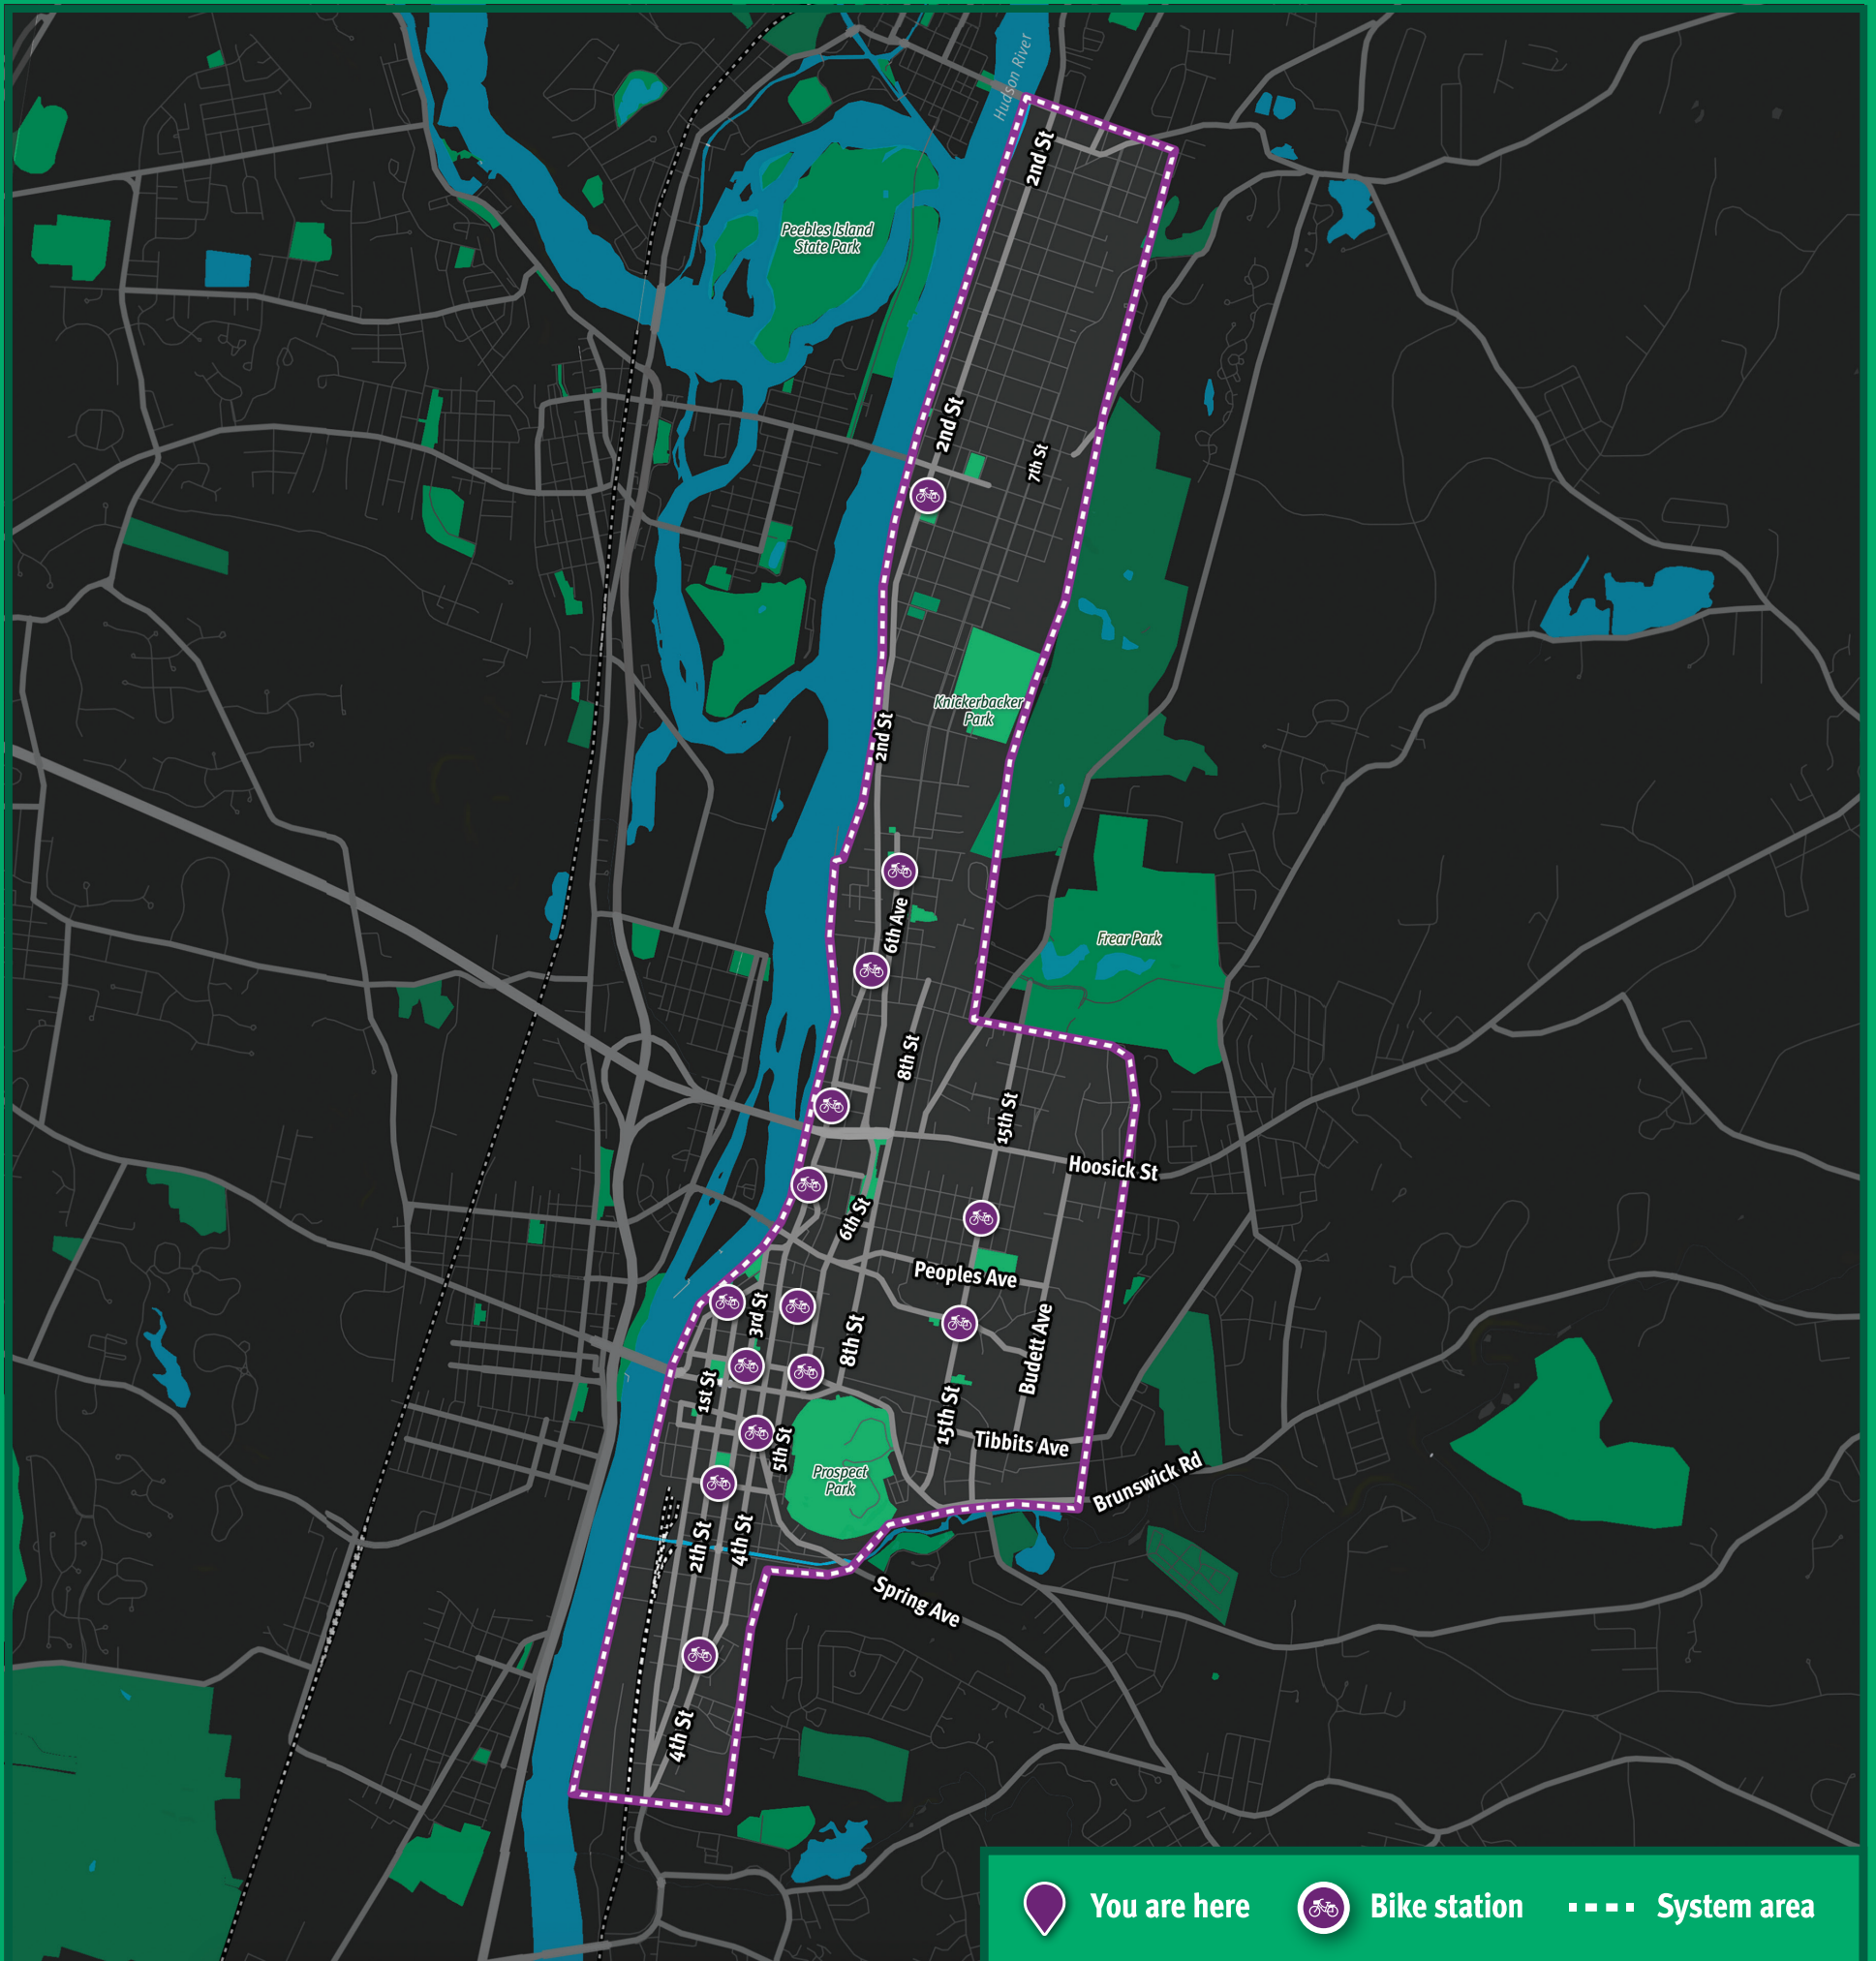 Hudson River
2nd St
Peebles Island
State Park
2nd St
7th St
Knickerbacker
Park
2nd St
6th Ave
Frear Park
8th St
15th St
Hoosick St
6th St
Peoples Ave
3rd St
8th St
Budett Ave
1st St
15th St
5th St
Tibbits Ave
Prospect
Park
Brunswick Rd
2th St
4th St
Spring Ave
4th St
You are here
Bike station
System area